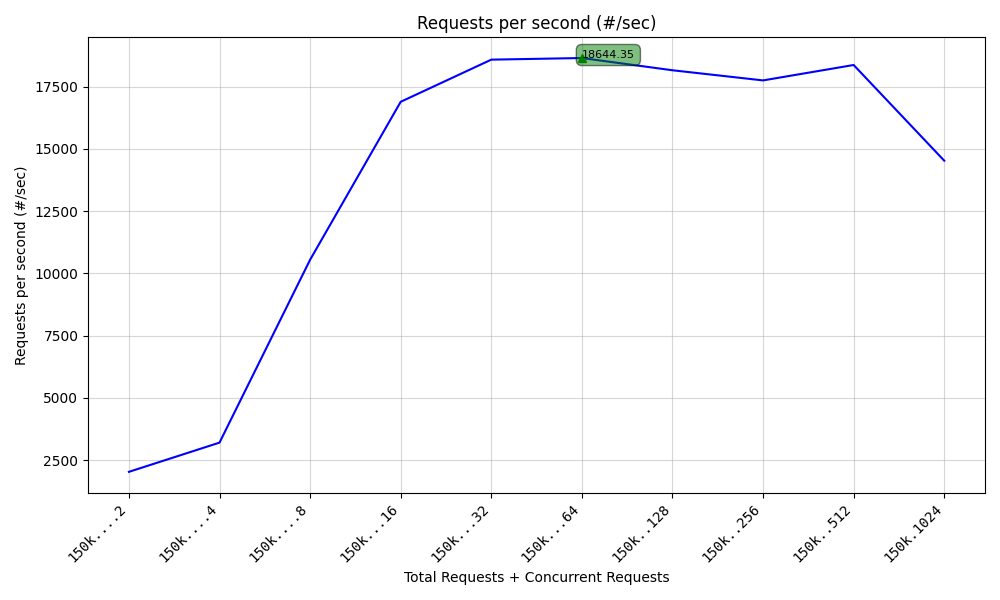 Requests per second (#/sec)
18644.35
17500
15000
12500
10000
7500
5000
2500
Requests per second (#/sec)
150k....2
150k....4
150k....8
150k...16
150k...32
150k...64
150k..128
150k..256
150k..512
150k.1024
Total Requests + Concurrent Requests